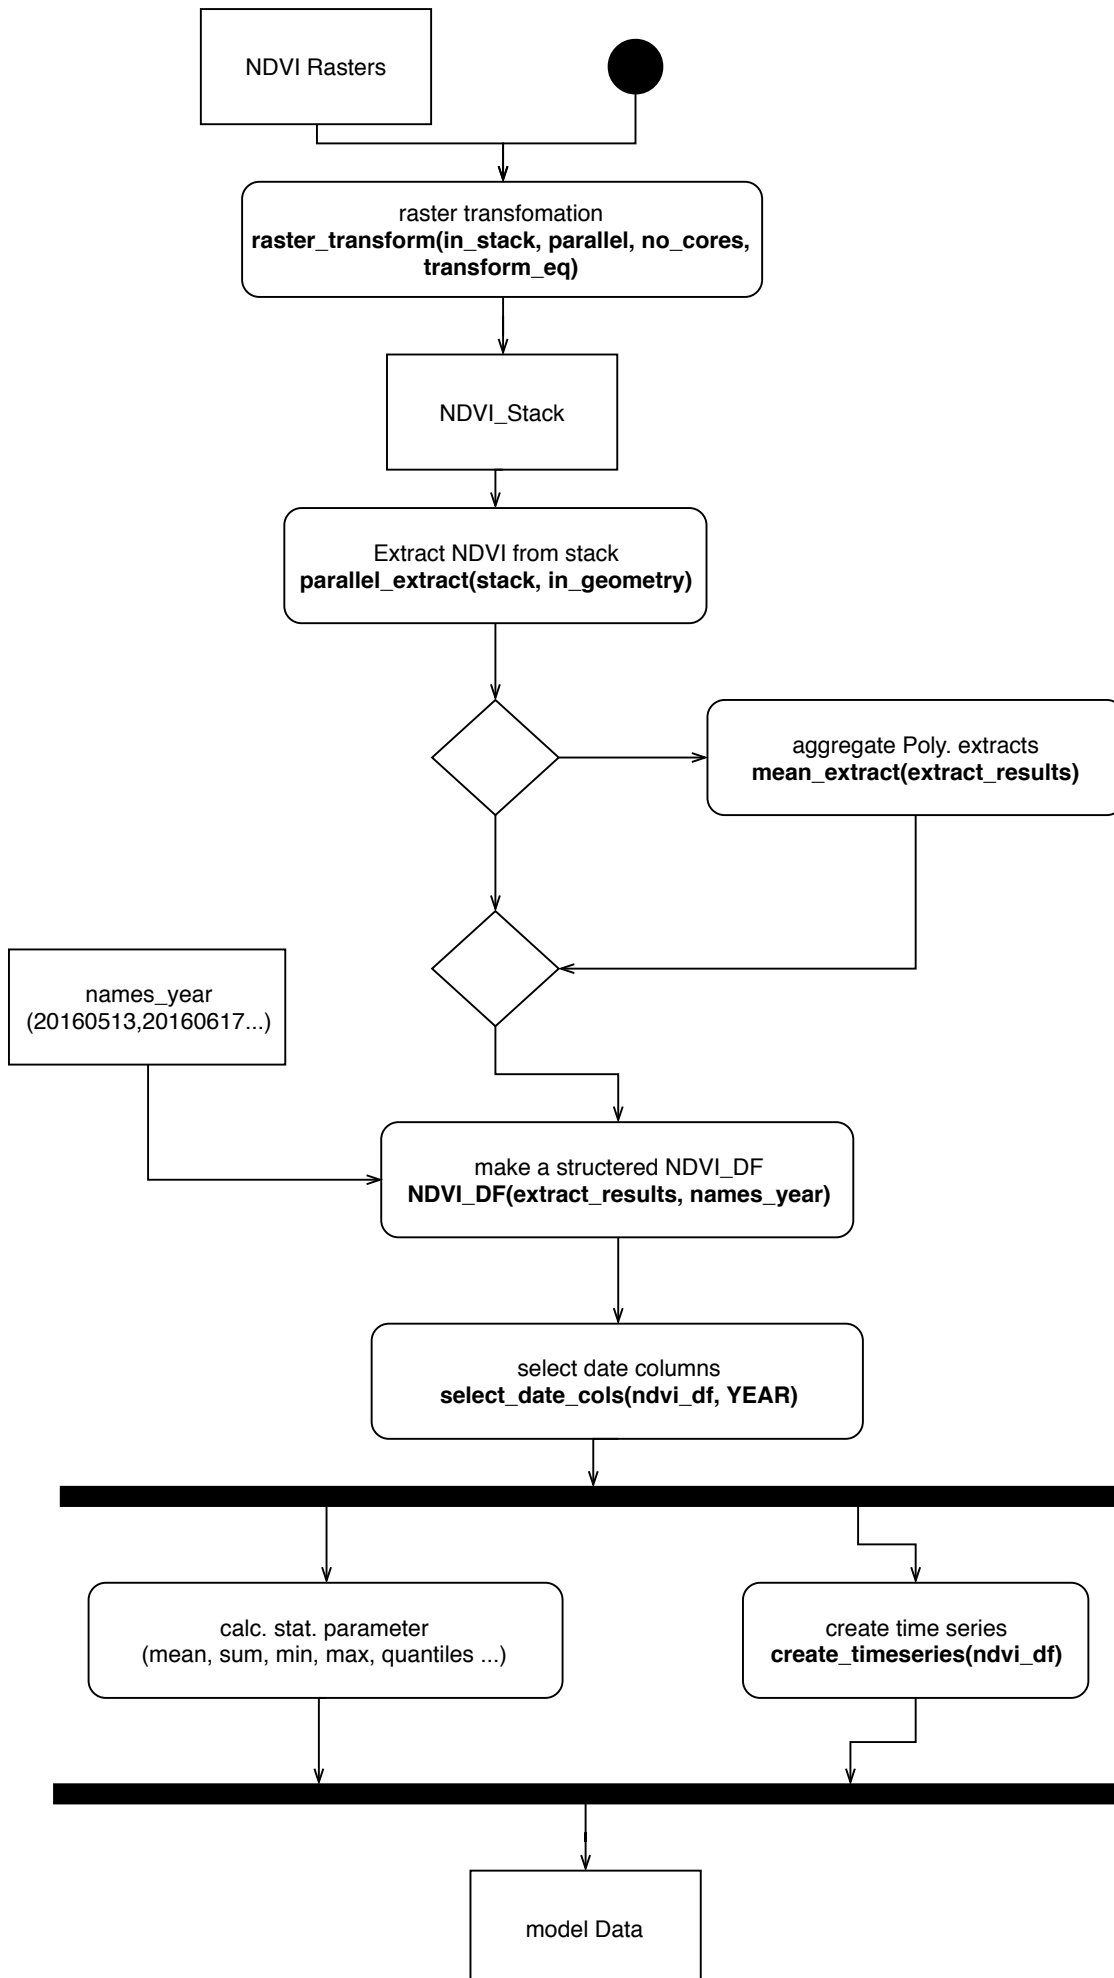 NDVI Rasters
raster transfomation
raster_transform(in_stack, parallel, no_cores,
transform_eq)
NDVI_Stack
Extract NDVI from stack
parallel_extract(stack, in_geometry)
aggregate Poly. extracts
mean_extract(extract_results)
names_year
(20160513,20160617...)
make a structered NDVI_DF
NDVI_DF(extract_results, names_year)
select date columns
select_date_cols(ndvi_df, YEAR)
calc. stat. parameter
(mean, sum, min, max, quantiles ...)
create time series
create_timeseries(ndvi_df)
model Data